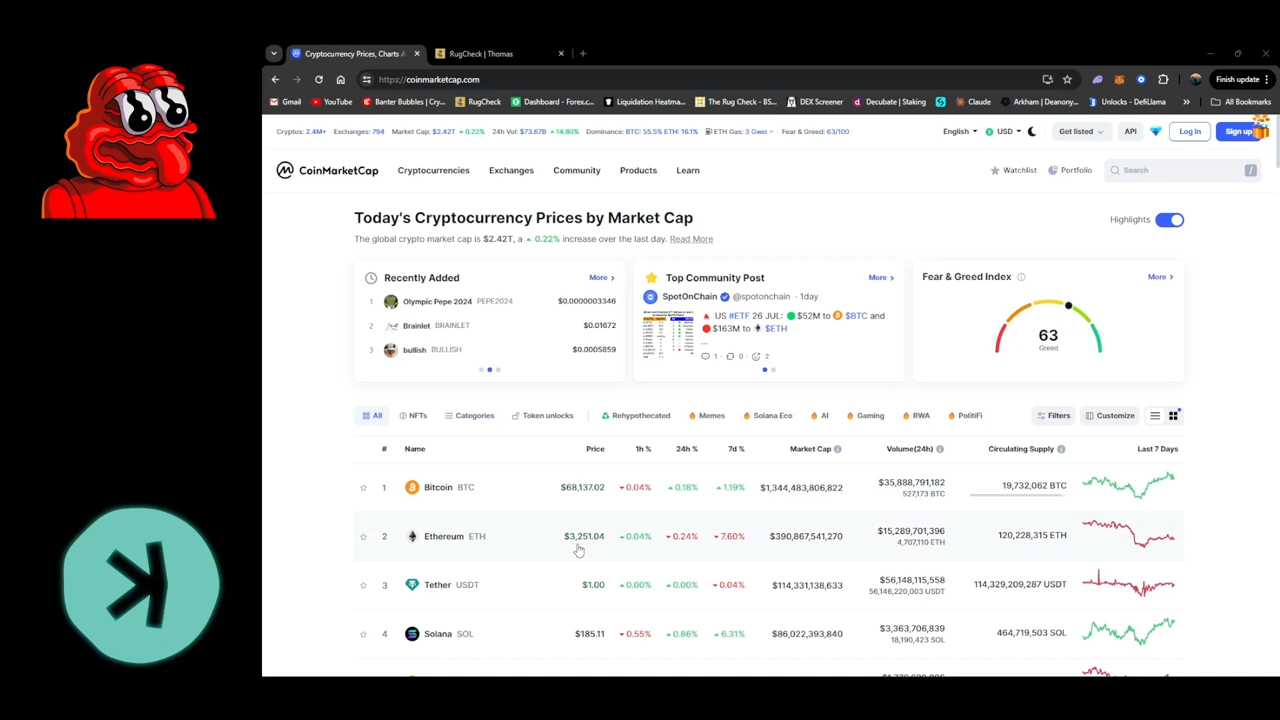 Cryptocurrency Prices, Charts A
RugCheck | Thomas
https://coinmarketcap.com
Finish update
Gmail
YouTube
Banter Bubbles | Cry...
RugCheck
Dashboard - Forex.c...
Liquidation Heatma...
The Rug Check - BS...
DEX Screener
Decubate | Staking
Claude
Arkham | Deanony...
Unlocks - DefiLlama
All Bookmarks
Cryptos: 2.4M+ Exchanges: 794 Market Cap: $2.42T 0.22% 24h Vol: $73.67B 14.80% Dominance: BTC: 55.5% ETH: 16.1% ETH Gas: 3 Gwei Fear & Greed: 63/100
English USD Get listed API Log In Sign up
CoinMarketCap Cryptocurrencies Exchanges Community Products Learn
Watchlist Portfolio Search /
Today's Cryptocurrency Prices by Market Cap
Highlights
The global crypto market cap is $2.42T, a 0.22% increase over the last day. Read More
Recently Added More
1 Olympic Pepe 2024 PEPE2024 $0.0000003346
2 Brainlet BRAINLET $0.01672
3 bullish BULLISH $0.0005859
Top Community Post More
SpotOnChain @spotonchain · 1day
US #ETF 26 JUL: $52M to $BTC and
$163M to $ETH
...
1 0 2
Fear & Greed Index More
63
Greed
All NFTs Categories Token unlocks Rehypothecated Memes Solana Eco AI Gaming RWA PolitiFi Filters Customize
# Name Price 1h % 24h % 7d % Market Cap Volume(24h) Circulating Supply Last 7 Days
1 Bitcoin BTC $68,137.02 0.04% 0.18% 1.19% $1,344,483,806,822 $35,888,791,182 19,732,062 BTC
527,173 BTC
2 Ethereum ETH $3,251.04 0.04% 0.24% 7.60% $390,867,541,270 $15,289,701,396 120,228,315 ETH
4,707,110 ETH
3 Tether USDT $1.00 0.00% 0.00% 0.04% $114,331,138,633 $56,148,115,558 114,329,209,287 USDT
56,146,220,003 USDT
4 Solana SOL $185.11 0.55% 0.86% 6.31% $86,022,393,840 $3,363,706,839 464,719,503 SOL
18,190,423 SOL